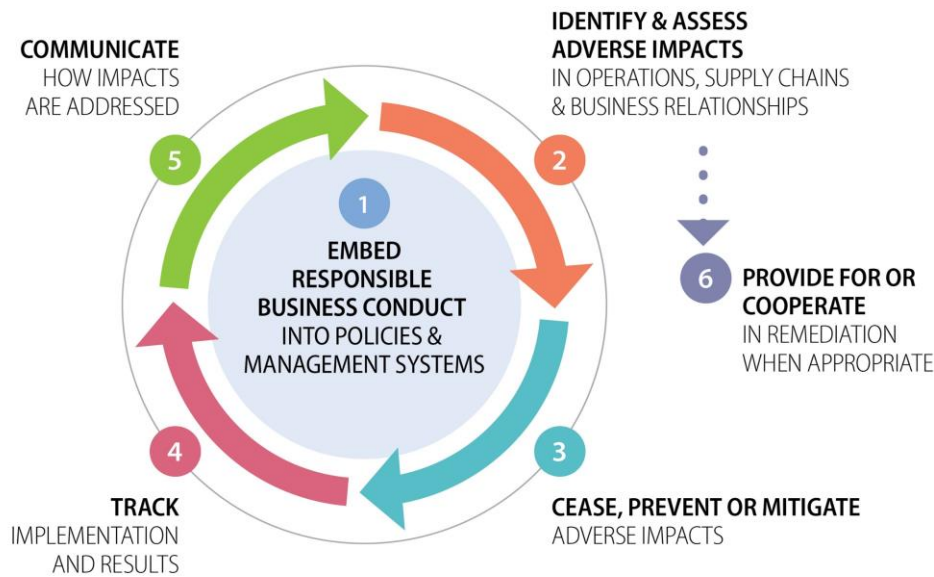 1
EMBED
RESPONSIBLE
BUSINESS CONDUCT
INTO POLICIES &
MANAGEMENT SYSTEMS
2
IDENTIFY & ASSESS
ADVERSE IMPACTS
IN OPERATIONS, SUPPLY CHAINS
& BUSINESS RELATIONSHIPS
3
CEASE, PREVENT OR MITIGATE
ADVERSE IMPACTS
4
TRACK
IMPLEMENTATION
AND RESULTS
5
COMMUNICATE
HOW IMPACTS
ARE ADDRESSED
6
PROVIDE FOR OR
COOPERATE
IN REMEDIATION
WHEN APPROPRIATE